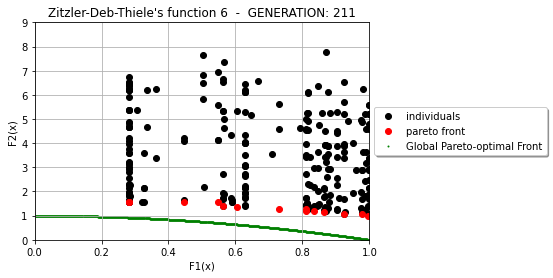 Zitzler-Deb-Thiele's function 6 - GENERATION: 211
9
8
7
6
5
4
3
2
1
0
F2(x)
0.0 0.2 0.4 0.6 0.8 1.0
F1(x)
individuals
pareto front
Global Pareto-optimal Front